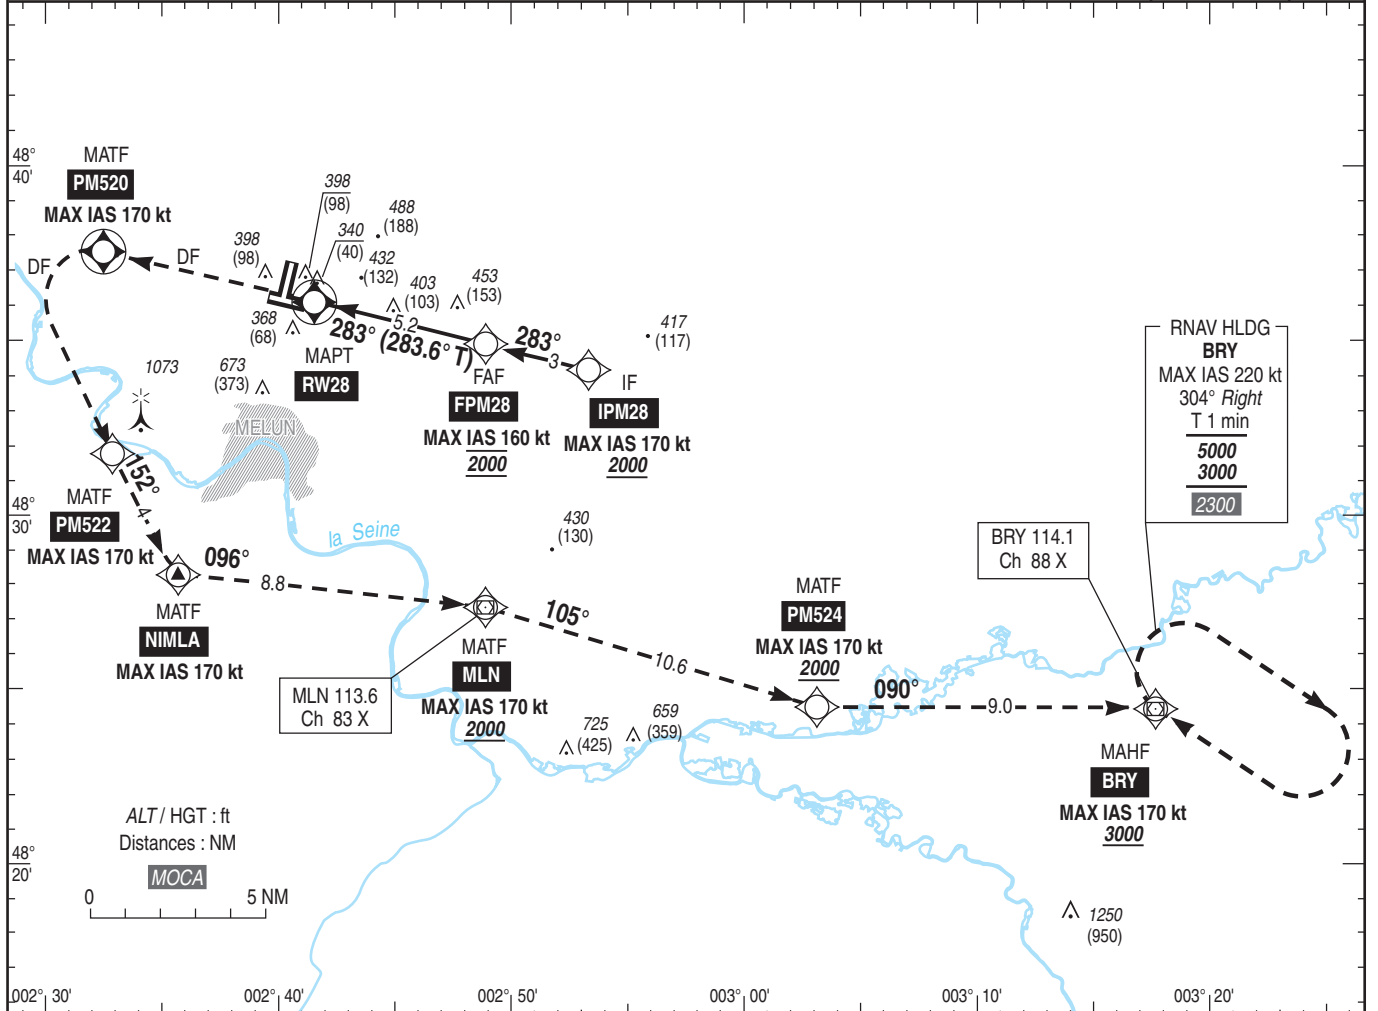 48°
40'
MATF
PM520
MAX IAS 170 kt
DF
DF
398
(98)
398
(98)
488
(188)
340
(40)
432
(132)
403
(103)
453
(153)
368
(68)
417
(117)
5.2
283° (283.6° T)
283°
3
MAPT
RW28
FAF
FPM28
MAX IAS 160 kt
2000
IF
IPM28
MAX IAS 170 kt
2000
1073
673
(373)
MELUN
RNAV HLDG
BRY
MAX IAS 220 kt
304° Right
T 1 min
5000
3000
2300
152°
4
48°
30'
MATF
PM522
MAX IAS 170 kt
la Seine
430
(130)
BRY 114.1
Ch 88 X
096°
8.8
MATF
NIMLA
MAX IAS 170 kt
105°
10.6
MATF
PM524
MAX IAS 170 kt
2000
MATF
MLN
MAX IAS 170 kt
2000
MLN 113.6
Ch 83 X
090°
9.0
725
(425)
659
(359)
MAHF
BRY
MAX IAS 170 kt
3000
ALT / HGT : ft
Distances : NM
MOCA
0 5 NM
48°
20'
1250
(950)
002° 30' 002° 40' 002° 50' 003° 00' 003° 10' 003° 20'